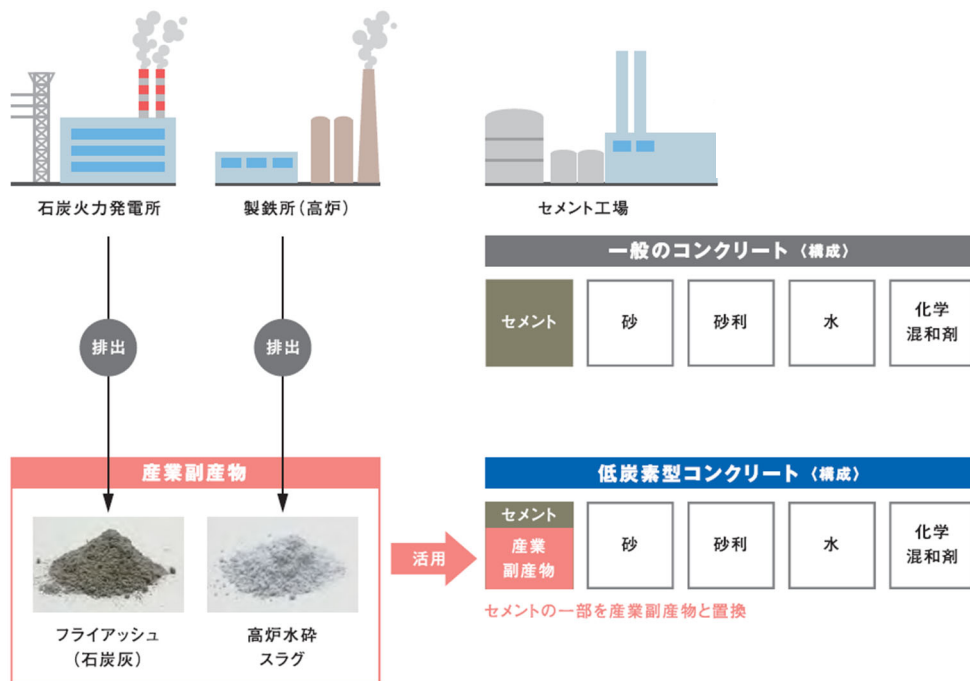 石炭火力発電所
製鉄所（高炉）
セメント工場
排出
排出
産業副産物
フライアッシュ
（石炭灰）
高炉水砕
スラグ
活用
一般のコンクリート〈構成〉
セメント
砂
砂利
水
化学
混和剤
低炭素型コンクリート〈構成〉
セメント
産業
副産物
砂
砂利
水
化学
混和剤
セメントの一部を産業副産物と置換